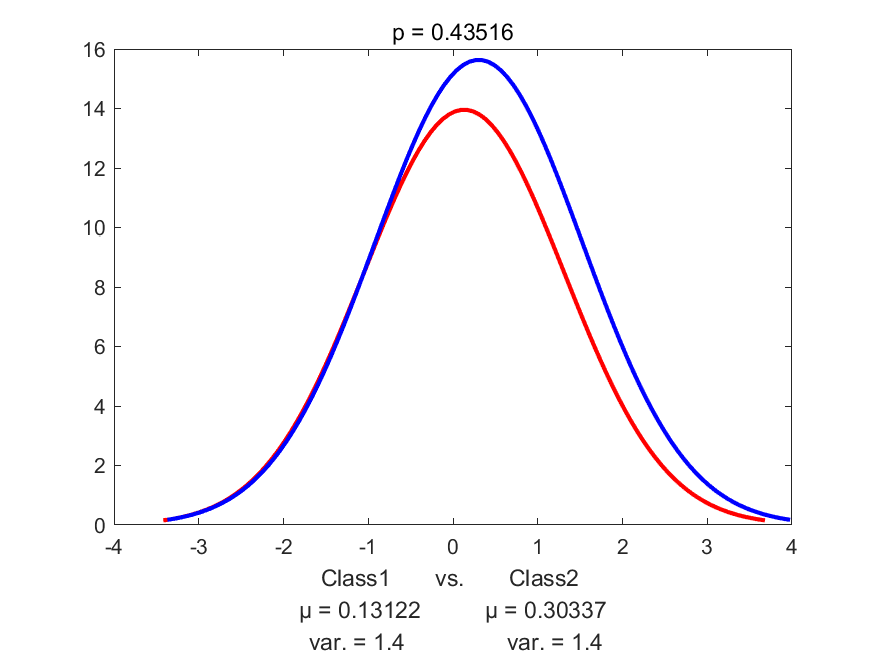 p = 0.43516
16
14
12
10
8
6
4
2
0
-4 -3 -2 -1 0 1 2 3 4
Class1 vs. Class2
μ = 0.13122 μ = 0.30337
var. = 1.4 var. = 1.4